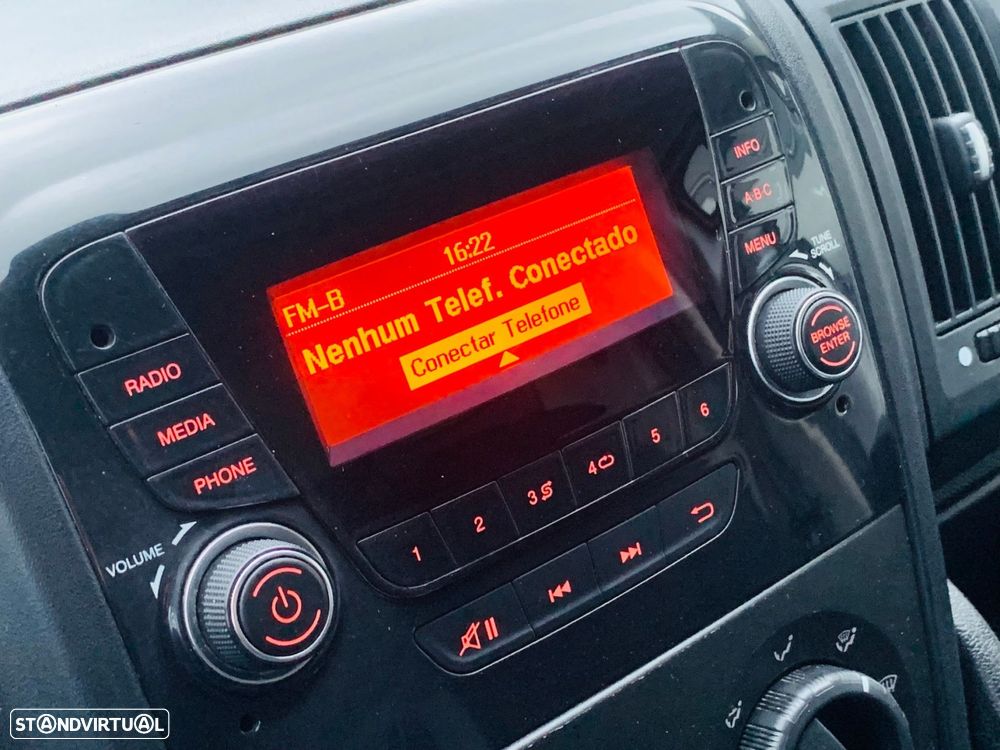 INFO
A·B·C
MENU
TUNE
SCROLL
BROWSE
ENTER
16:22
FM-B
Nenhum Telef. Conectado
Conectar Telefone
RADIO
MEDIA
PHONE
VOLUME
1 2 3 4 5 6
STANDVIRTUAL